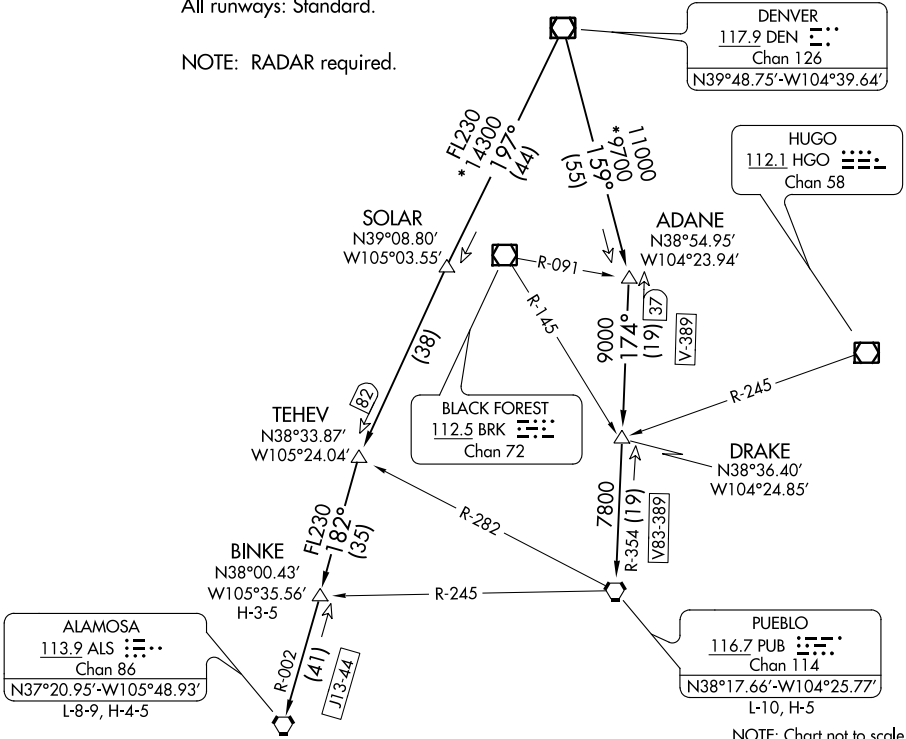 All runways: Standard.
NOTE: RADAR required.
DENVER
117.9 DEN
Chan 126
N39°48.75'-W104°39.64'
HUGO
112.1 HGO
Chan 58
FL230
*14300
197°
(44)
11000
*9700
159°
(55)
SOLAR
N39°08.80'
W105°03.55'
ADANE
N38°54.95'
W104°23.94'
R-091
R-145
37
9000
174°
(19)
V-389
(38)
R-245
82
BLACK FOREST
112.5 BRK
Chan 72
TEHEV
N38°33.87'
W105°24.04'
DRAKE
N38°36.40'
W104°24.85'
R-282
7800
R-354 (19)
V83-389
FL230
182°
(35)
BINKE
N38°00.43'
W105°35.56'
H-3-5
R-245
ALAMOSA
113.9 ALS
Chan 86
N37°20.95'-W105°48.93'
L-8-9, H-4-5
R-002
(41)
J13-44
PUEBLO
116.7 PUB
Chan 114
N38°17.66'-W104°25.77'
L-10, H-5
NOTE: Chart not to scale